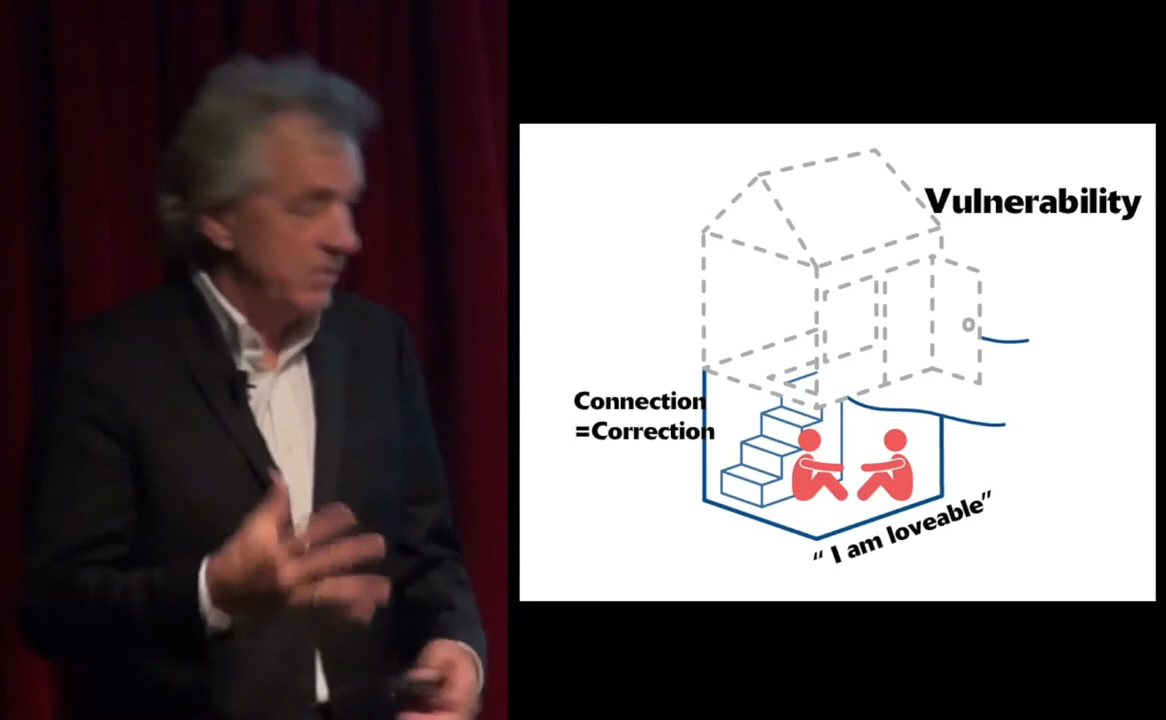 Vulnerability
Connection
=Correction
“ I am loveable”